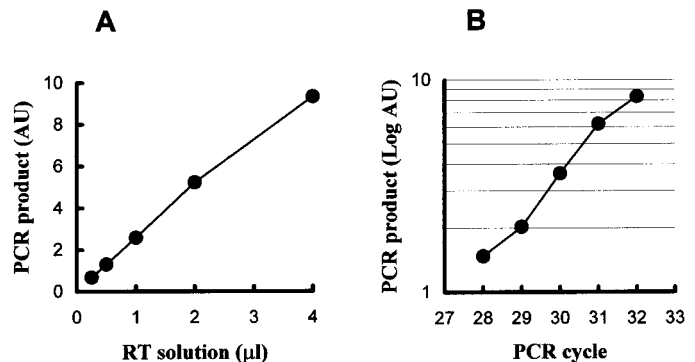 A
B
PCR product (AU)
10
8
6
4
2
0
0 1 2 3 4
RT solution (µl)
PCR product (Log AU)
10
1
27 28 29 30 31 32 33
PCR cycle